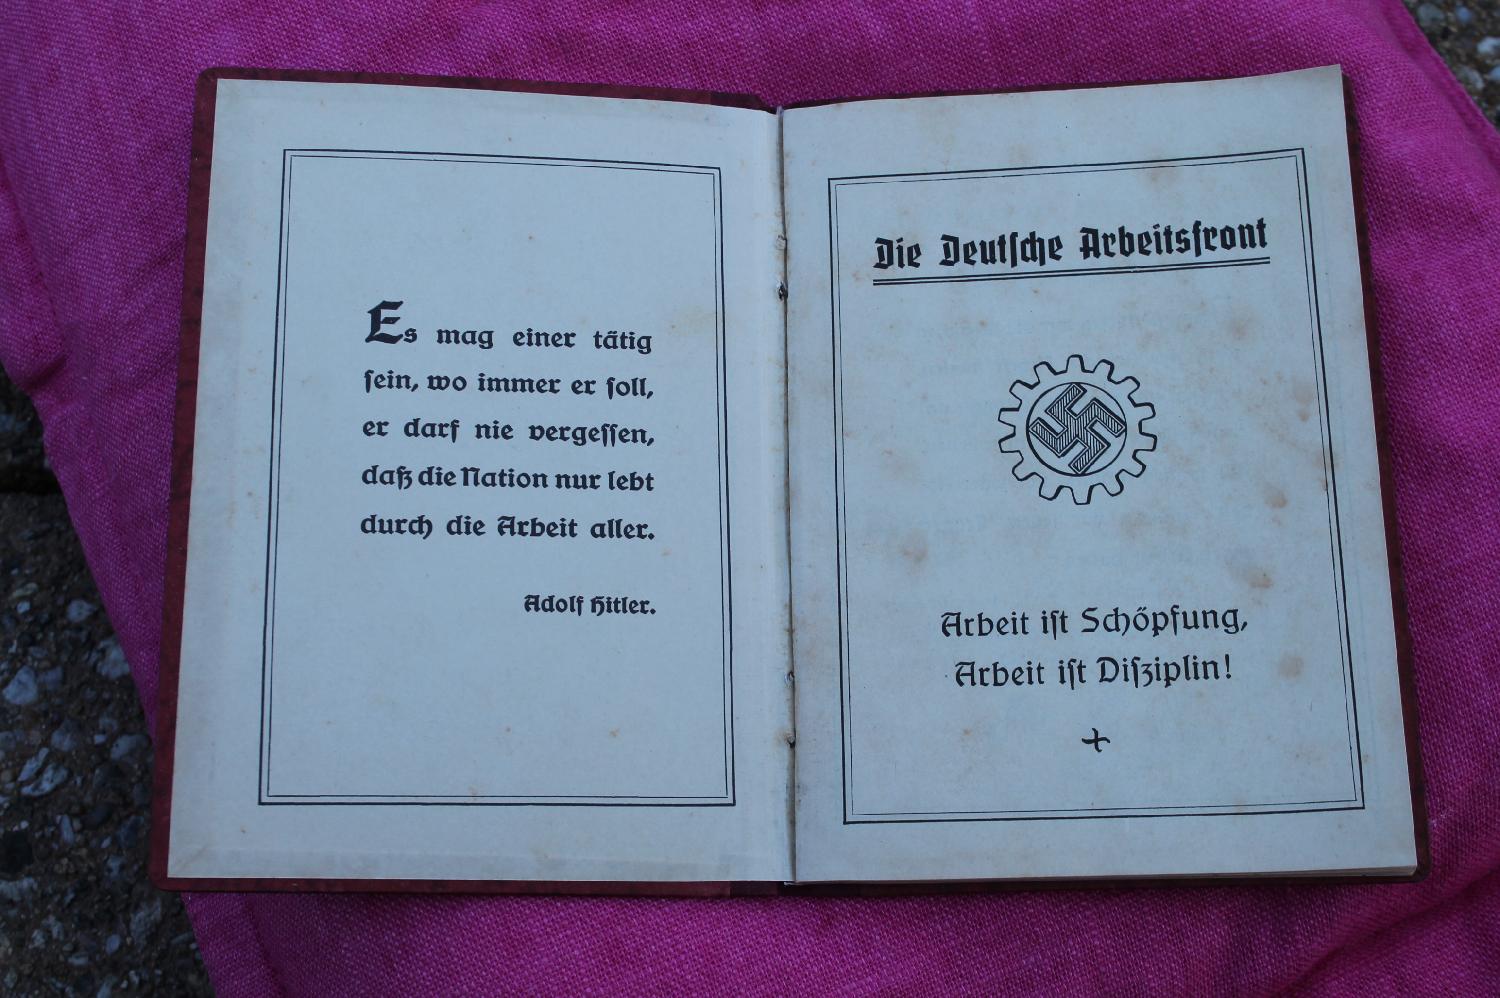 Es mag einer tätig
ſein, wo immer er ſoll,
er darf nie vergeſſen,
daß die Nation nur lebt
durch die Arbeit aller.
Adolf Hitler.
Die Deutſche Arbeitsfront
Arbeit iſt Schöpfung,
Arbeit iſt Diſziplin!